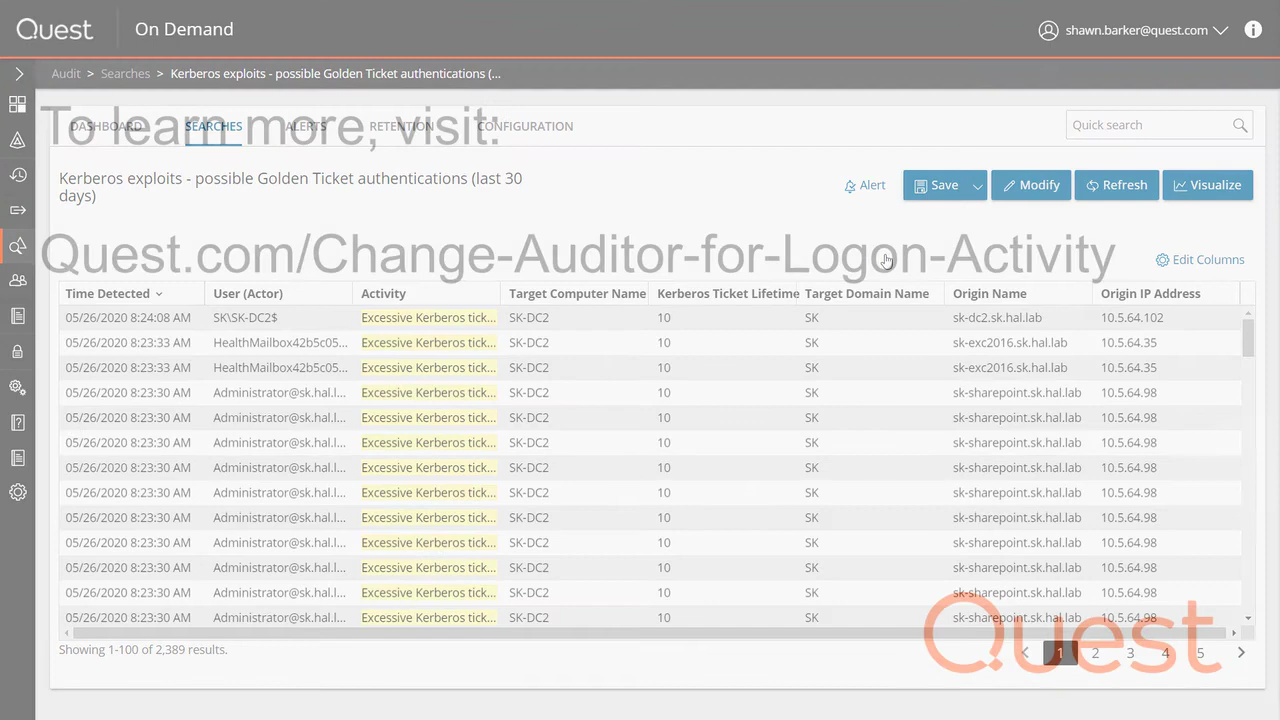 Quest On Demand shawn.barker@quest.com
Audit > Searches > Kerberos exploits - possible Golden Ticket authentications (...
To learn more, visit:
DASHBOARD SEARCHES ALERTS RETENTION CONFIGURATION Quick search
Kerberos exploits - possible Golden Ticket authentications (last 30
days)
Alert Save Modify Refresh Visualize
Quest.com/Change-Auditor-for-Logon-Activity
Edit Columns
Time Detected User (Actor) Activity Target Computer Name Kerberos Ticket Lifetime Target Domain Name Origin Name Origin IP Address
05/26/2020 8:24:08 AM SK\SK-DC2$ Excessive Kerberos tick... SK-DC2 10 SK sk-dc2.sk.hal.lab 10.5.64.102
05/26/2020 8:23:33 AM HealthMailbox42b5c05... Excessive Kerberos tick... SK-DC2 10 SK sk-exc2016.sk.hal.lab 10.5.64.35
05/26/2020 8:23:33 AM HealthMailbox42b5c05... Excessive Kerberos tick... SK-DC2 10 SK sk-exc2016.sk.hal.lab 10.5.64.35
05/26/2020 8:23:30 AM Administrator@sk.hal.l... Excessive Kerberos tick... SK-DC2 10 SK sk-sharepoint.sk.hal.lab 10.5.64.98
05/26/2020 8:23:30 AM Administrator@sk.hal.l... Excessive Kerberos tick... SK-DC2 10 SK sk-sharepoint.sk.hal.lab 10.5.64.98
05/26/2020 8:23:30 AM Administrator@sk.hal.l... Excessive Kerberos tick... SK-DC2 10 SK sk-sharepoint.sk.hal.lab 10.5.64.98
05/26/2020 8:23:30 AM Administrator@sk.hal.l... Excessive Kerberos tick... SK-DC2 10 SK sk-sharepoint.sk.hal.lab 10.5.64.98
05/26/2020 8:23:30 AM Administrator@sk.hal.l... Excessive Kerberos tick... SK-DC2 10 SK sk-sharepoint.sk.hal.lab 10.5.64.98
05/26/2020 8:23:30 AM Administrator@sk.hal.l... Excessive Kerberos tick... SK-DC2 10 SK sk-sharepoint.sk.hal.lab 10.5.64.98
05/26/2020 8:23:30 AM Administrator@sk.hal.l... Excessive Kerberos tick... SK-DC2 10 SK sk-sharepoint.sk.hal.lab 10.5.64.98
05/26/2020 8:23:30 AM Administrator@sk.hal.l... Excessive Kerberos tick... SK-DC2 10 SK sk-sharepoint.sk.hal.lab 10.5.64.98
05/26/2020 8:23:30 AM Administrator@sk.hal.l... Excessive Kerberos tick... SK-DC2 10 SK sk-sharepoint.sk.hal.lab 10.5.64.98
05/26/2020 8:23:30 AM Administrator@sk.hal.l... Excessive Kerberos tick... SK-DC2 10 SK sk-sharepoint.sk.hal.lab 10.5.64.98
Quest
Showing 1-100 of 2,389 results. < 1 2 3 4 5 >